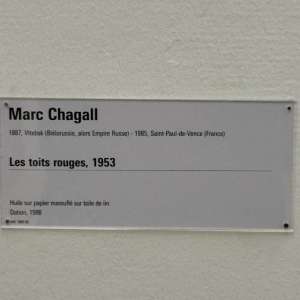 Marc Chagall
1887, Vitebsk (Biélorussie, alors Empire Russe) - 1985, Saint-Paul-de-Vence (France)
Les toits rouges, 1953
Huile sur papier marouflé sur toile de lin
Dation, 1988